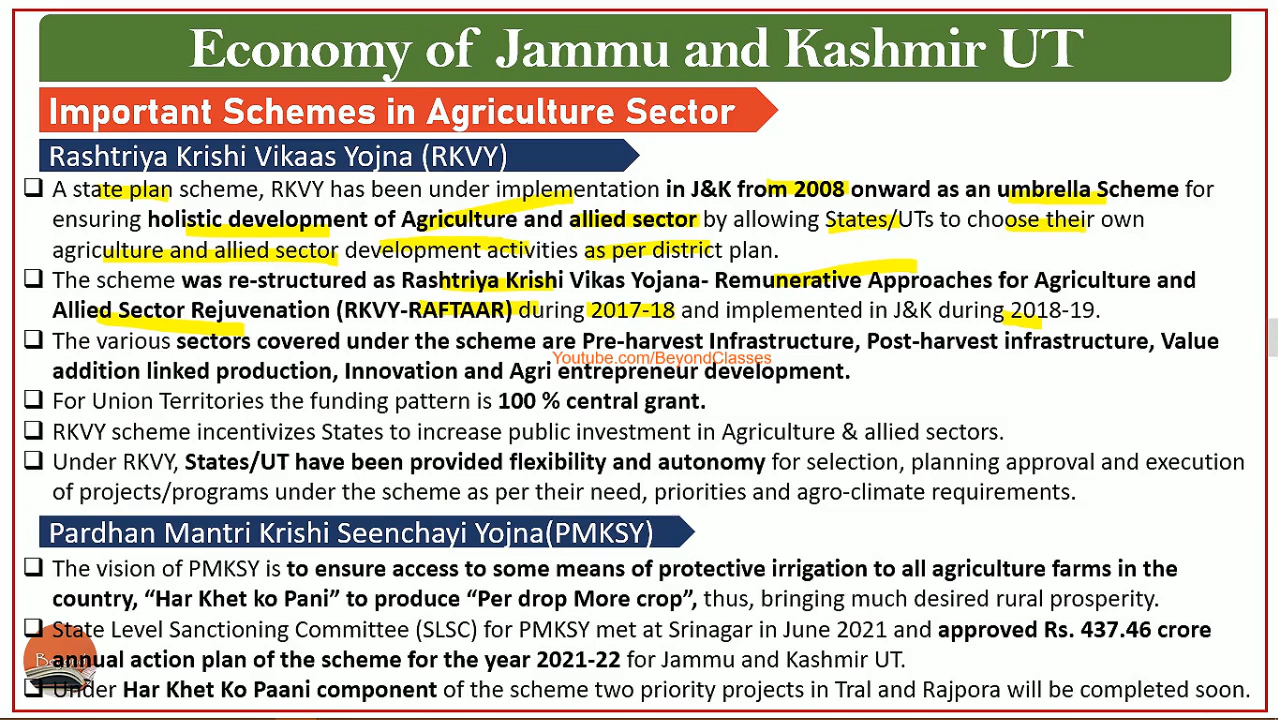 Economy of Jammu and Kashmir UT
Important Schemes in Agriculture Sector
Rashtriya Krishi Vikaas Yojna (RKVY)
❑ A state plan scheme, RKVY has been under implementation in J&K from 2008 onward as an umbrella Scheme for
ensuring holistic development of Agriculture and allied sector by allowing States/UTs to choose their own
agriculture and allied sector development activities as per district plan.
❑ The scheme was re-structured as Rashtriya Krishi Vikas Yojana- Remunerative Approaches for Agriculture and
Allied Sector Rejuvenation (RKVY-RAFTAAR) during 2017-18 and implemented in J&K during 2018-19.
❑ The various sectors covered under the scheme are Pre-harvest Infrastructure, Post-harvest infrastructure, Value
Youtube.com/BeyondClasses
addition linked production, Innovation and Agri entrepreneur development.
❑ For Union Territories the funding pattern is 100 % central grant.
❑ RKVY scheme incentivizes States to increase public investment in Agriculture & allied sectors.
❑ Under RKVY, States/UT have been provided flexibility and autonomy for selection, planning approval and execution
of projects/programs under the scheme as per their need, priorities and agro-climate requirements.
Pardhan Mantri Krishi Seenchayi Yojna(PMKSY)
❑ The vision of PMKSY is to ensure access to some means of protective irrigation to all agriculture farms in the
country, “Har Khet ko Pani” to produce “Per drop More crop”, thus, bringing much desired rural prosperity.
❑ State Level Sanctioning Committee (SLSC) for PMKSY met at Srinagar in June 2021 and approved Rs. 437.46 crore
annual action plan of the scheme for the year 2021-22 for Jammu and Kashmir UT.
❑ Under Har Khet Ko Paani component of the scheme two priority projects in Tral and Rajpora will be completed soon.